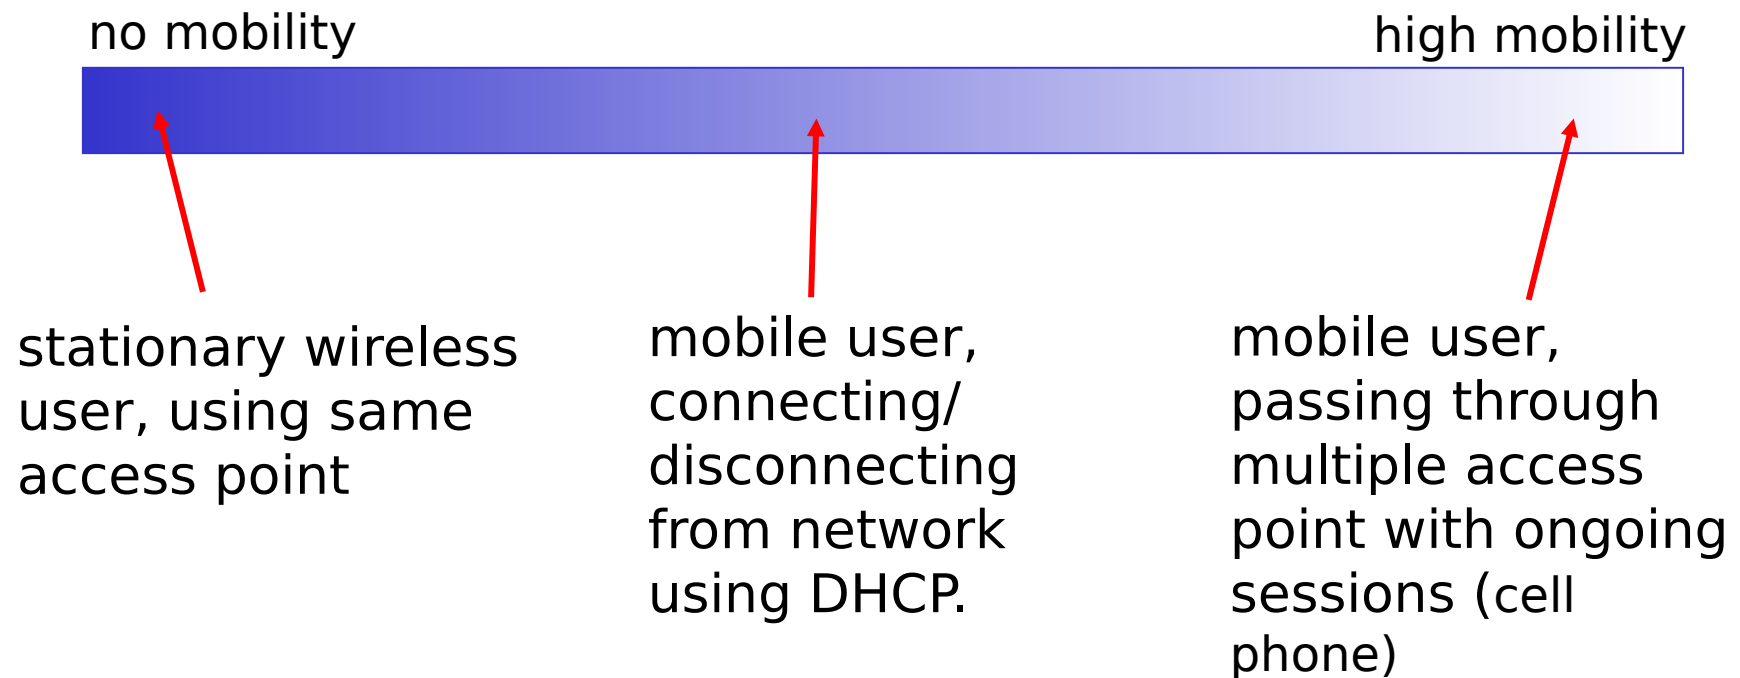 no mobility
high mobility
stationary wireless
user, using same
access point
mobile user,
connecting/
disconnecting
from network
using DHCP.
mobile user,
passing through
multiple access
point with ongoing
sessions (cell
phone)